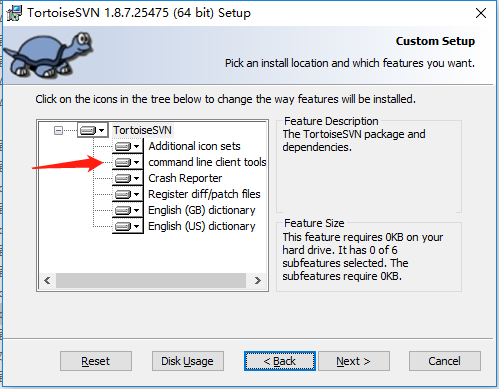 TortoiseSVN 1.8.7.25475 (64 bit) Setup
Custom Setup
Pick an install location and which features you want.
Click on the icons in the tree below to change the way features will be installed.
TortoiseSVN
Additional icon sets
command line client tools
Crash Reporter
Register diff/patch files
English (GB) dictionary
English (US) dictionary
Feature Description
The TortoiseSVN package and
dependencies.
Feature Size
This feature requires 0KB on your
hard drive. It has 0 of 6
subfeatures selected. The
subfeatures require 0KB.
Reset
Disk Usage
< Back
Next >
Cancel